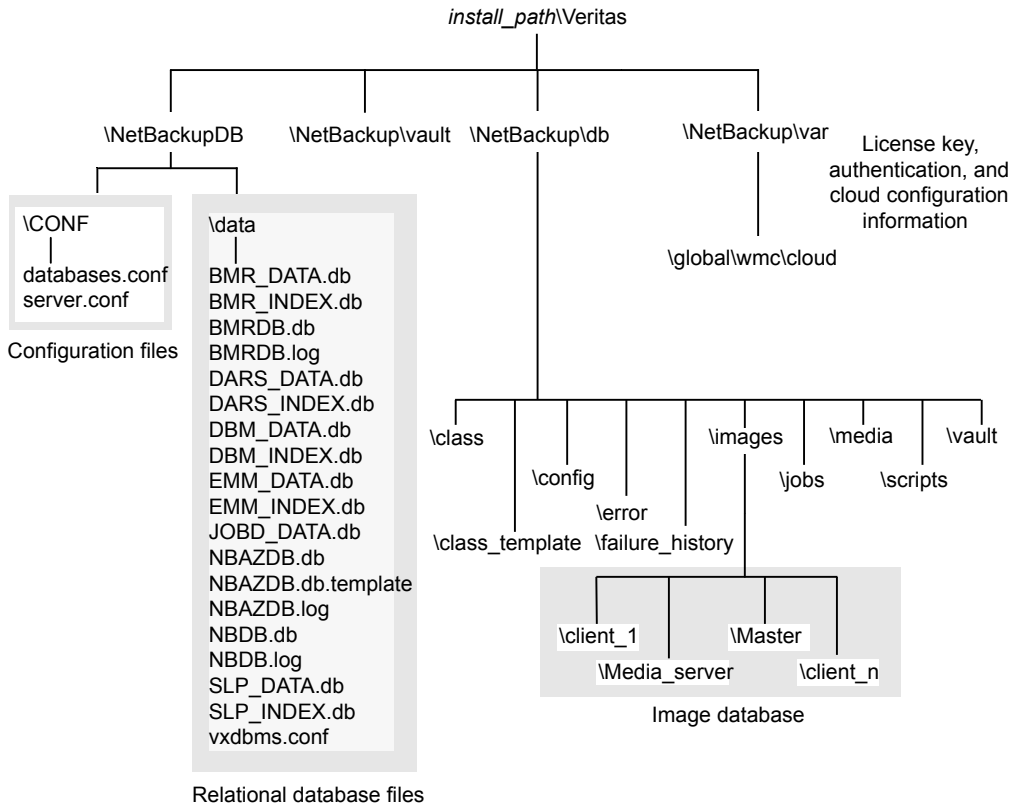 install_path\Veritas
\NetBackupDB
\NetBackup\vault
\NetBackup\db
\NetBackup\var
License key,
authentication, and
cloud configuration
information
\global\wmc\cloud
\CONF
databases.conf
server.conf
Configuration files
\data
BMR_DATA.db
BMR_INDEX.db
BMRDB.db
BMRDB.log
DARS_DATA.db
DARS_INDEX.db
DBM_DATA.db
DBM_INDEX.db
EMM_DATA.db
EMM_INDEX.db
JOBD_DATA.db
NBAZDB.db
NBAZDB.db.template
NBAZDB.log
NBDB.db
NBDB.log
SLP_DATA.db
SLP_INDEX.db
vxdbms.conf
Relational database files
\class
\class_template
\config
\error
\failure_history
\images
\jobs
\media
\scripts
\vault
\client_1
\Media_server
\Master
\client_n
Image database